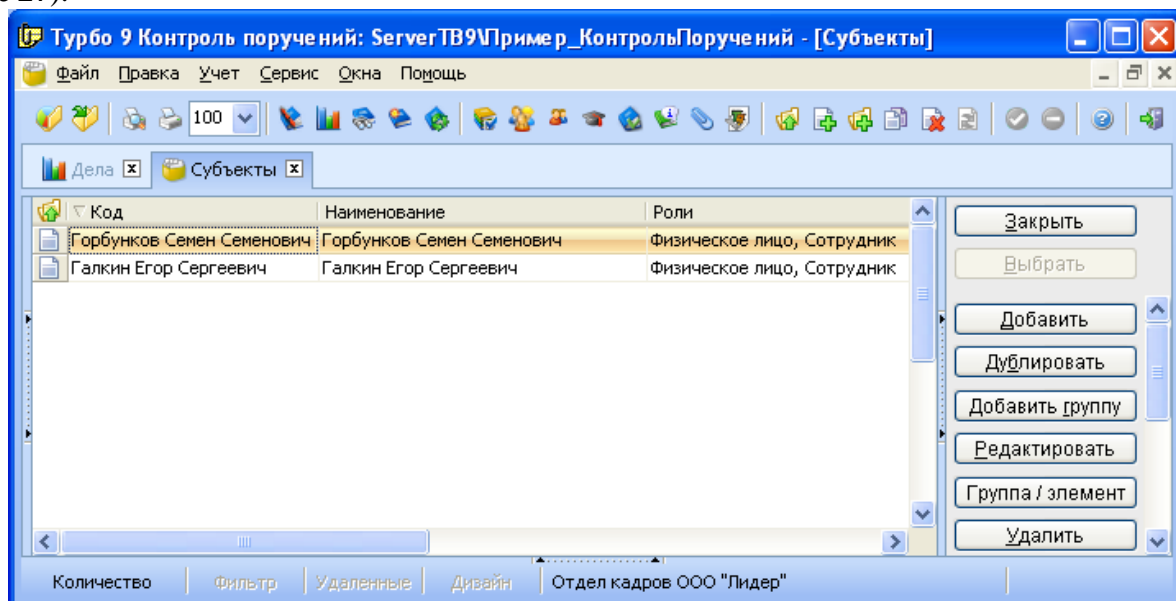 Турбо 9 Контроль поручений: ServerTB9\Пример_КонтрольПоручений - [Субъекты]
Файл Правка Учет Сервис Окна Помощь
100
Дела Субъекты
Код Наименование Роли
Горбунков Семен Семенович Горбунков Семен Семенович Физическое лицо, Сотрудник
Галкин Егор Сергеевич Галкин Егор Сергеевич Физическое лицо, Сотрудник
Закрыть
Выбрать
Добавить
Дублировать
Добавить группу
Редактировать
Группа / элемент
Удалить
Количество Фильтр Удаленные Дизайн Отдел кадров ООО "Лидер"